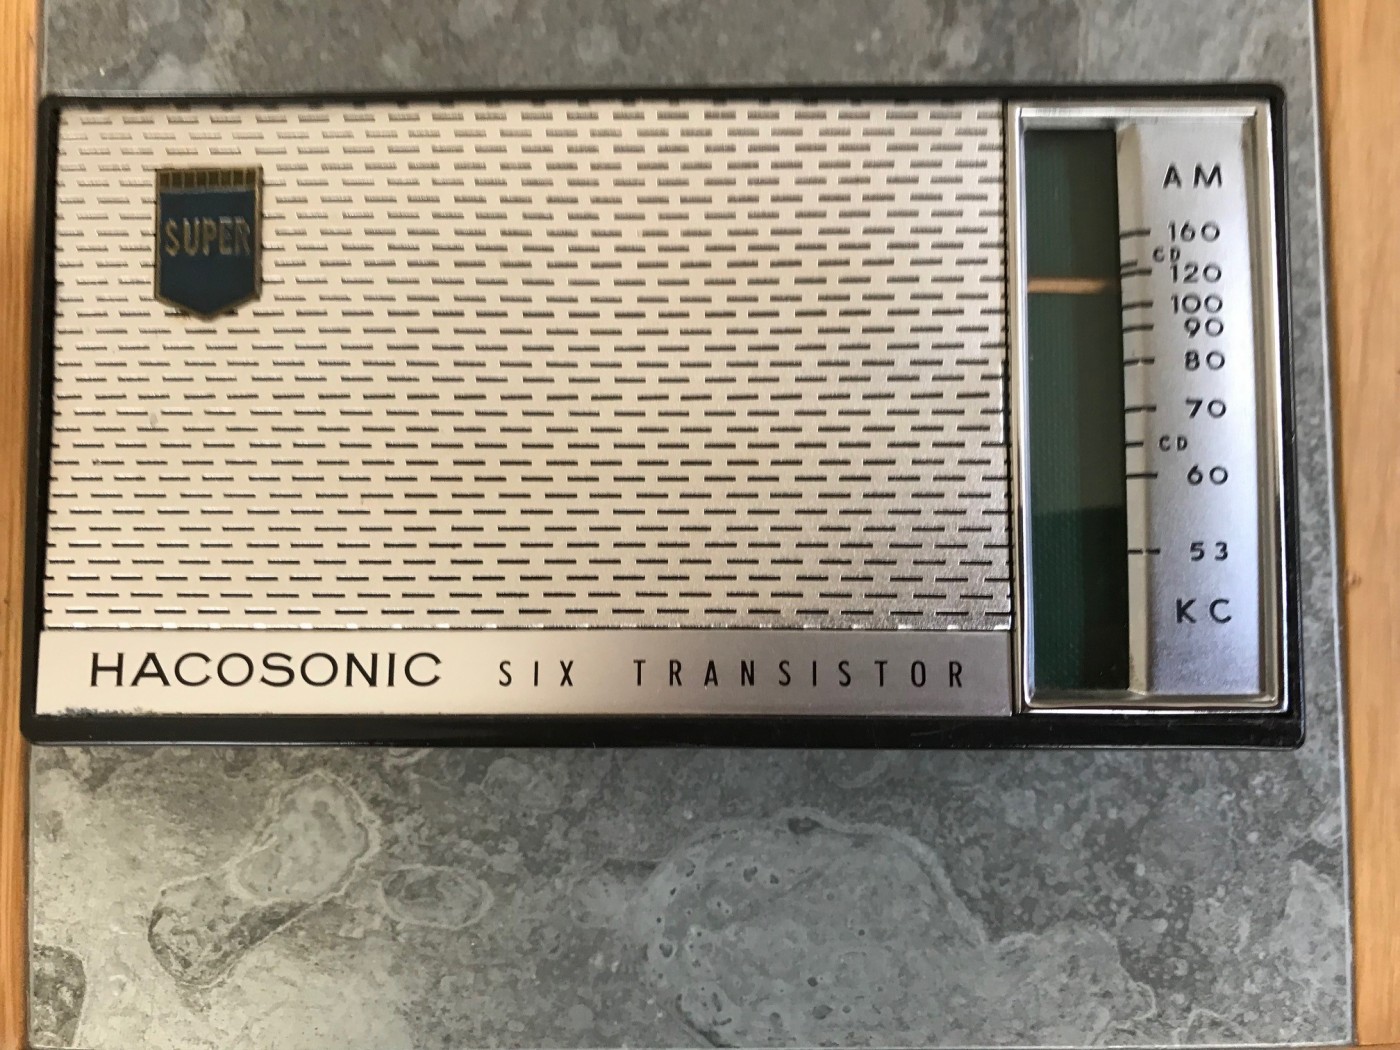 SUPER
HACOSONIC SIX TRANSISTOR
AM
160
CD
120
100
90
80
70
CD
60
53
KC